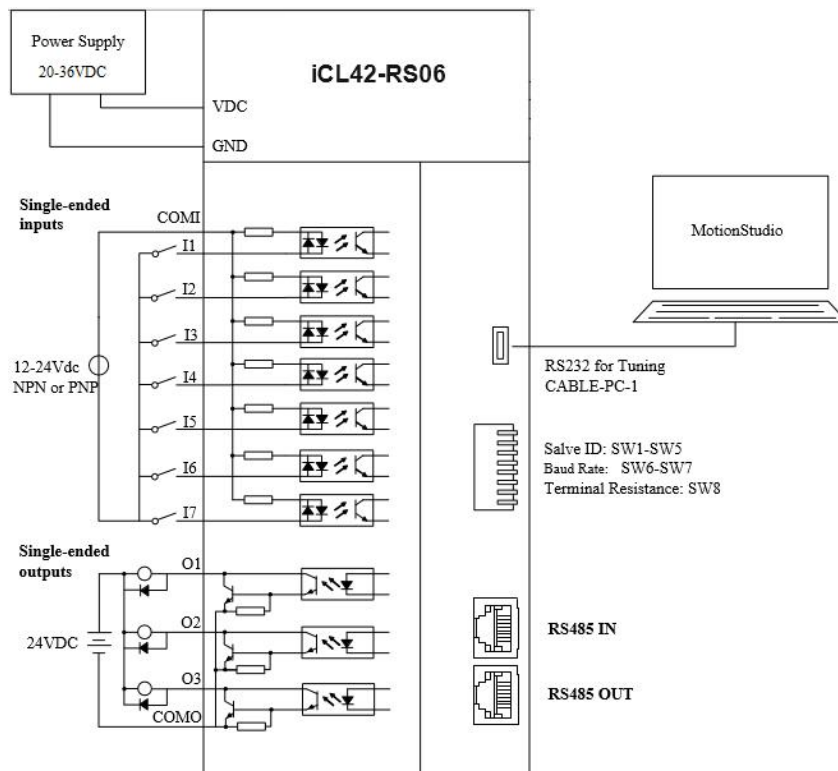 Power Supply
20-36VDC
iCL42-RS06
VDC
GND
Single-ended
inputs
COMI
I1
I2
I3
I4
I5
I6
I7
12-24Vdc
NPN or PNP
MotionStudio
RS232 for Tuning
CABLE-PC-1
Salve ID: SW1-SW5
Baud Rate: SW6-SW7
Terminal Resistance: SW8
Single-ended
outputs
O1
O2
O3
COMO
24VDC
RS485 IN
RS485 OUT